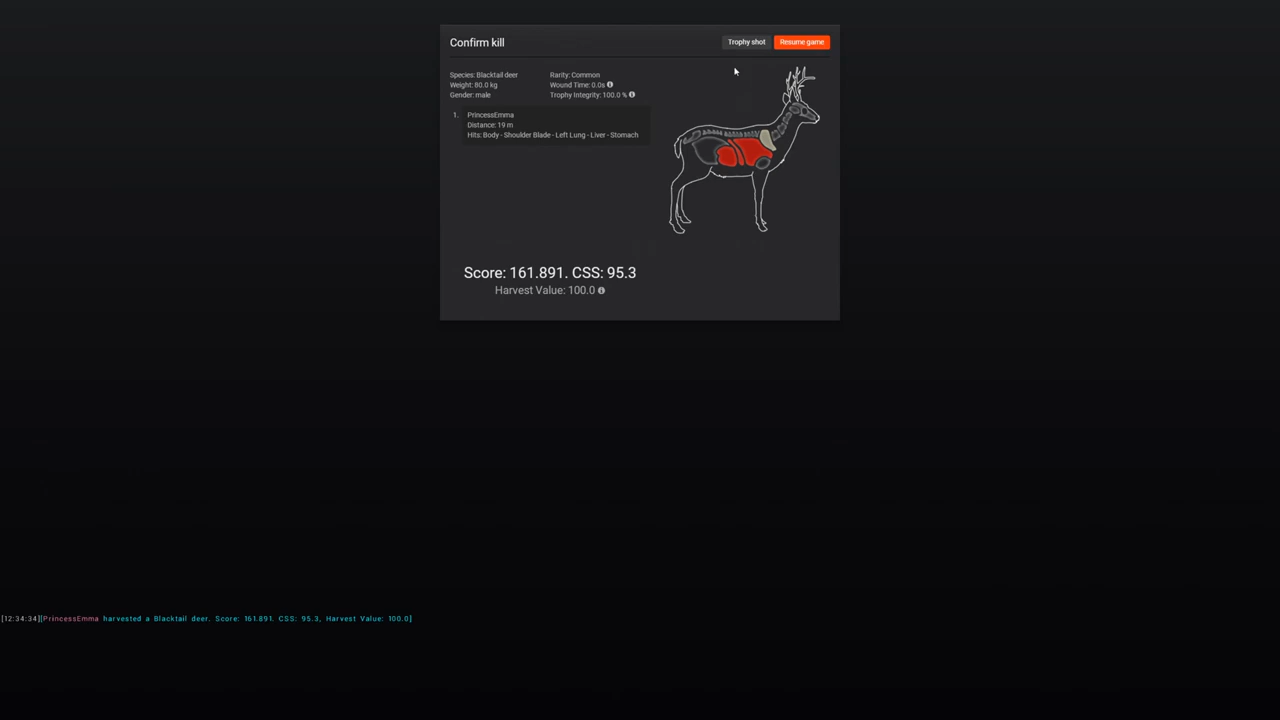 Confirm kill
Trophy shot
Resume game
Species: Blacktail deer
Rarity: Common
Weight: 80.0 kg
Wound Time: 0.0s
Gender: male
Trophy Integrity: 100.0 %
1. PrincessEmma
Distance: 19 m
Hits: Body - Shoulder Blade - Left Lung - Liver - Stomach
Score: 161.891. CSS: 95.3
Harvest Value: 100.0
[12:34:34][PrincessEmma harvested a Blacktail deer. Score: 161.891. CSS: 95.3, Harvest Value: 100.0]